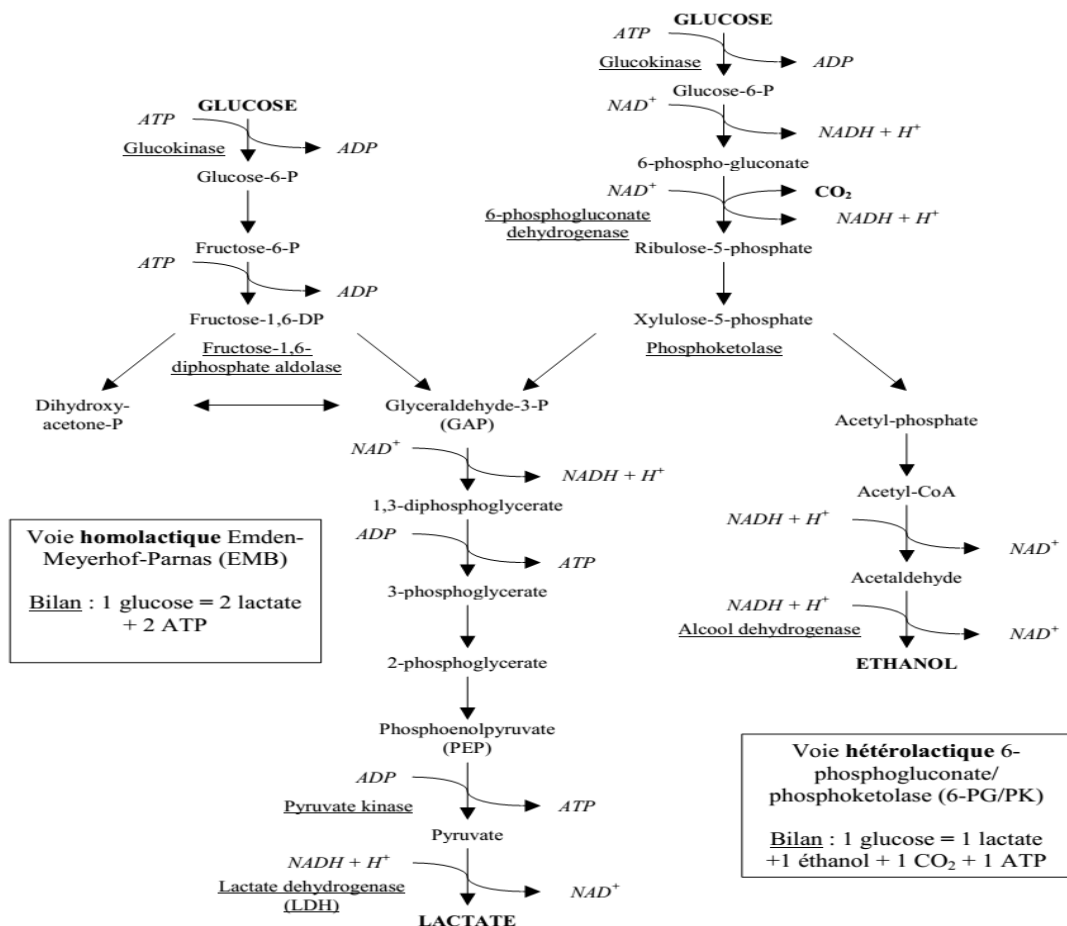 GLUCOSE
ATP
Glucokinase
ADP
Glucose-6-P
Fructose-6-P
ATP
ADP
Fructose-1,6-DP
Fructose-1,6-
diphosphate aldolase
Dihydroxy-
acetone-P
GLUCOSE
ATP
Glucokinase
ADP
Glucose-6-P
NAD⁺
NADH + H⁺
6-phospho-gluconate
NAD⁺
CO₂
6-phosphogluconate
dehydrogenase
NADH + H⁺
Ribulose-5-phosphate
Xylulose-5-phosphate
Phosphoketolase
Glyceraldehyde-3-P
(GAP)
NAD⁺
NADH + H⁺
1,3-diphosphoglycerate
ADP
ATP
3-phosphoglycerate
2-phosphoglycerate
Phosphoenolpyruvate
(PEP)
ADP
Pyruvate kinase
ATP
Pyruvate
NADH + H⁺
Lactate dehydrogenase
(LDH)
NAD⁺
LACTATE
Acetyl-phosphate
Acetyl-CoA
NADH + H⁺
NAD⁺
Acetaldehyde
NADH + H⁺
Alcool dehydrogenase
NAD⁺
ETHANOL
Voie homolactique Emden-
Meyerhof-Parnas (EMB)
Bilan : 1 glucose = 2 lactate
+ 2 ATP
Voie hétérolactique 6-
phosphogluconate/
phosphoketolase (6-PG/PK)
Bilan : 1 glucose = 1 lactate
+1 éthanol + 1 CO₂ + 1 ATP